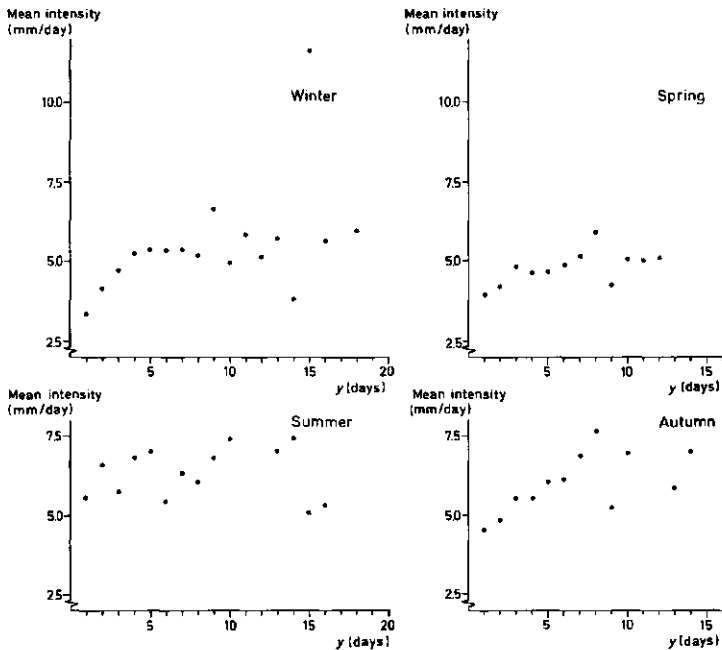 Mean intensity
(mm/day)
Winter
10.0
7.5
5.0
2.5
5
10
15
20
y (days)
Mean intensity
(mm/day)
Spring
10.0
7.5
5.0
2.5
5
10
15
y (days)
Mean intensity
(mm/day)
Summer
7.5
5.0
2.5
5
10
15
20
y (days)
Mean intensity
(mm/day)
Autumn
7.5
5.0
2.5
5
10
15
y (days)